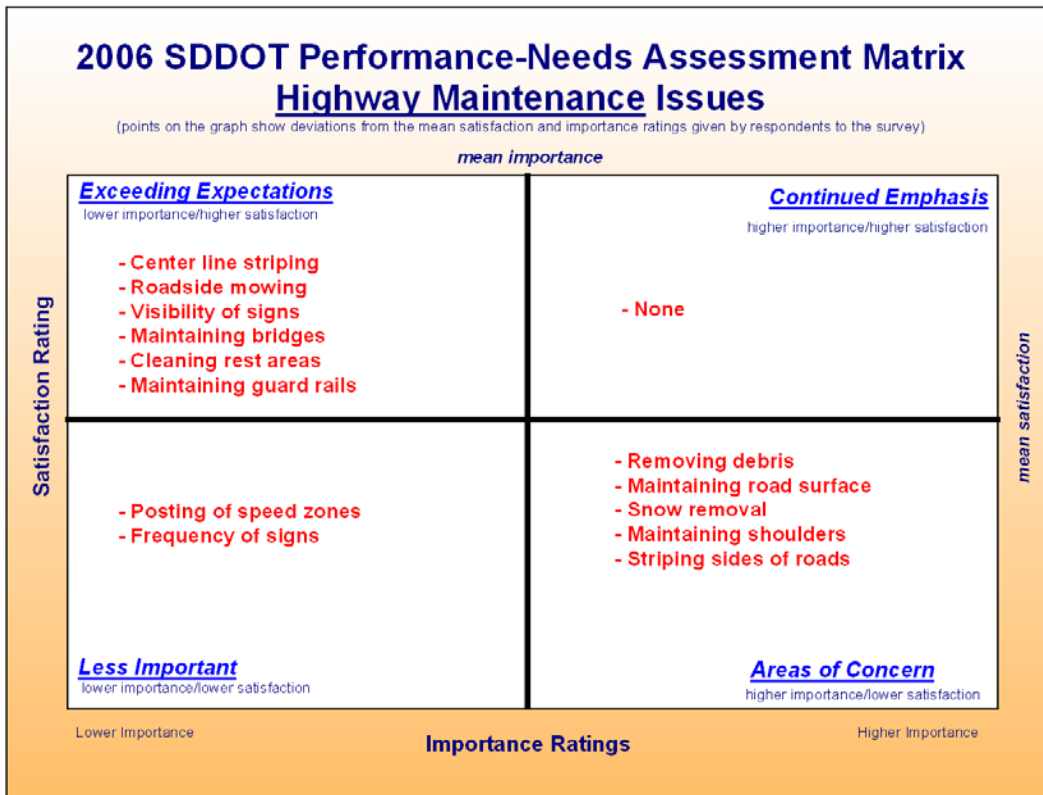 2006 SDDOT Performance-Needs Assessment Matrix
Highway Maintenance Issues
(points on the graph show deviations from the mean satisfaction and importance ratings given by respondents to the survey)
mean importance
Exceeding Expectations
lower importance/higher satisfaction
- Center line striping
- Roadside mowing
- Visibility of signs
- Maintaining bridges
- Cleaning rest areas
- Maintaining guard rails
Continued Emphasis
higher importance/higher satisfaction
- None
Satisfaction Rating
mean satisfaction
- Posting of speed zones
- Frequency of signs
Less Important
lower importance/lower satisfaction
- Removing debris
- Maintaining road surface
- Snow removal
- Maintaining shoulders
- Striping sides of roads
Areas of Concern
higher importance/lower satisfaction
Lower Importance
Importance Ratings
Higher Importance